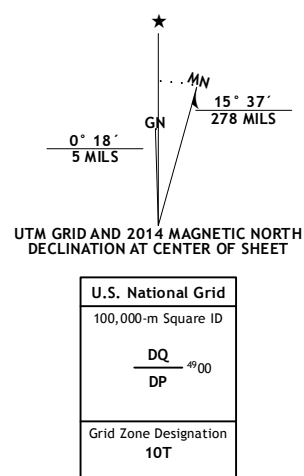 ★
MN
15° 37´
278 MILS
GN
0° 18´
5 MILS
UTM GRID AND 2014 MAGNETIC NORTH
DECLINATION AT CENTER OF SHEET
U.S. National Grid
100,000-m Square ID
DQ
4900
DP
Grid Zone Designation
10T